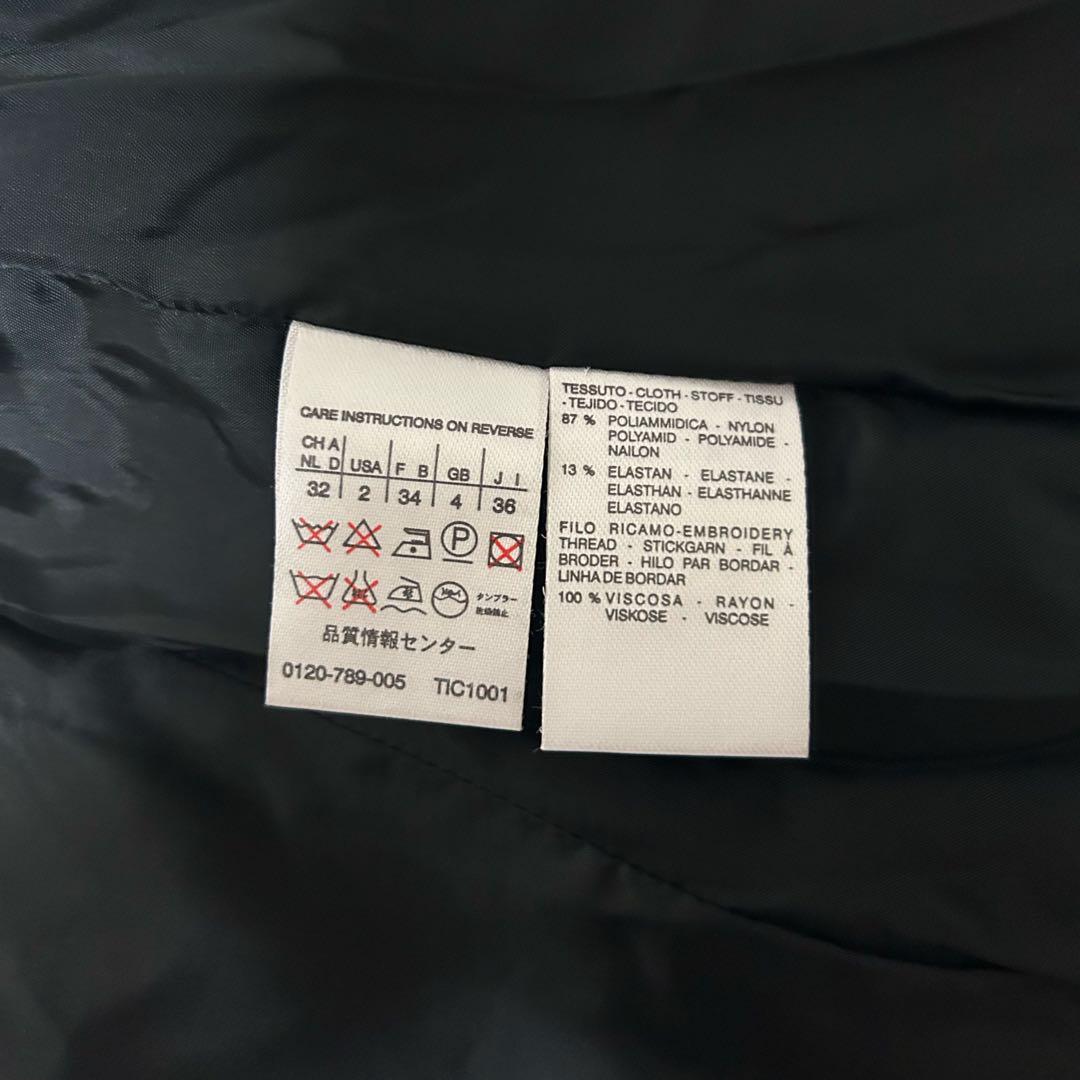 CARE INSTRUCTIONS ON REVERSE
CH A
NL D USA F B GB J I
32 2 34 4 36
P
タンブラー
乾燥禁止
品質情報センター
0120-789-005 TIC1001
TESSUTO - CLOTH - STOFF - TISSU
- TEJIDO - TECIDO
87 % POLIAMMIDICA - NYLON
POLYAMID - POLYAMIDE -
NAILON
13 % ELASTAN - ELASTANE -
ELASTHAN - ELASTHANNE
ELASTANO
FILO RICAMO-EMBROIDERY
THREAD - STICKGARN - FIL À
BRODER - HILO PAR BORDAR -
LINHA DE BORDAR
100 % VISCOSA - RAYON -
VISKOSE - VISCOSE